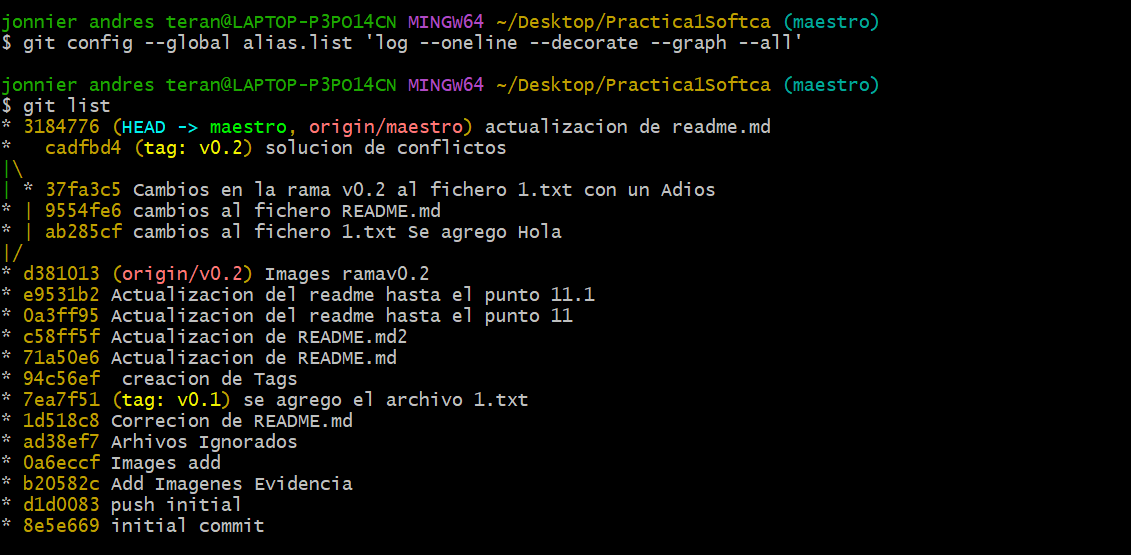 jonnier andres teran@LAPTOP-P3PO14CN MINGW64 ~/Desktop/Practica1Softca (maestro)
$ git config --global alias.list 'log --oneline --decorate --graph --all'
jonnier andres teran@LAPTOP-P3PO14CN MINGW64 ~/Desktop/Practica1Softca (maestro)
$ git list
* 3184776 (HEAD -> maestro, origin/maestro) actualizacion de readme.md
*   cadfbd4 (tag: v0.2) solucion de conflictos
|\
| * 37fa3c5 Cambios en la rama v0.2 al fichero 1.txt con un Adios
* | 9554fe6 cambios al fichero README.md
* | ab285cf cambios al fichero 1.txt Se agrego Hola
|/
* d381013 (origin/v0.2) Images ramav0.2
* e9531b2 Actualizacion del readme hasta el punto 11.1
* 0a3ff95 Actualizacion del readme hasta el punto 11
* c58ff5f Actualizacion de README.md2
* 71a50e6 Actualizacion de README.md
* 94c56ef  creacion de Tags
* 7ea7f51 (tag: v0.1) se agrego el archivo 1.txt
* 1d518c8 Correcion de README.md
* ad38ef7 Arhivos Ignorados
* 0a6eccf Images add
* b20582c Add Imagenes Evidencia
* d1d0083 push initial
* 8e5e669 initial commit